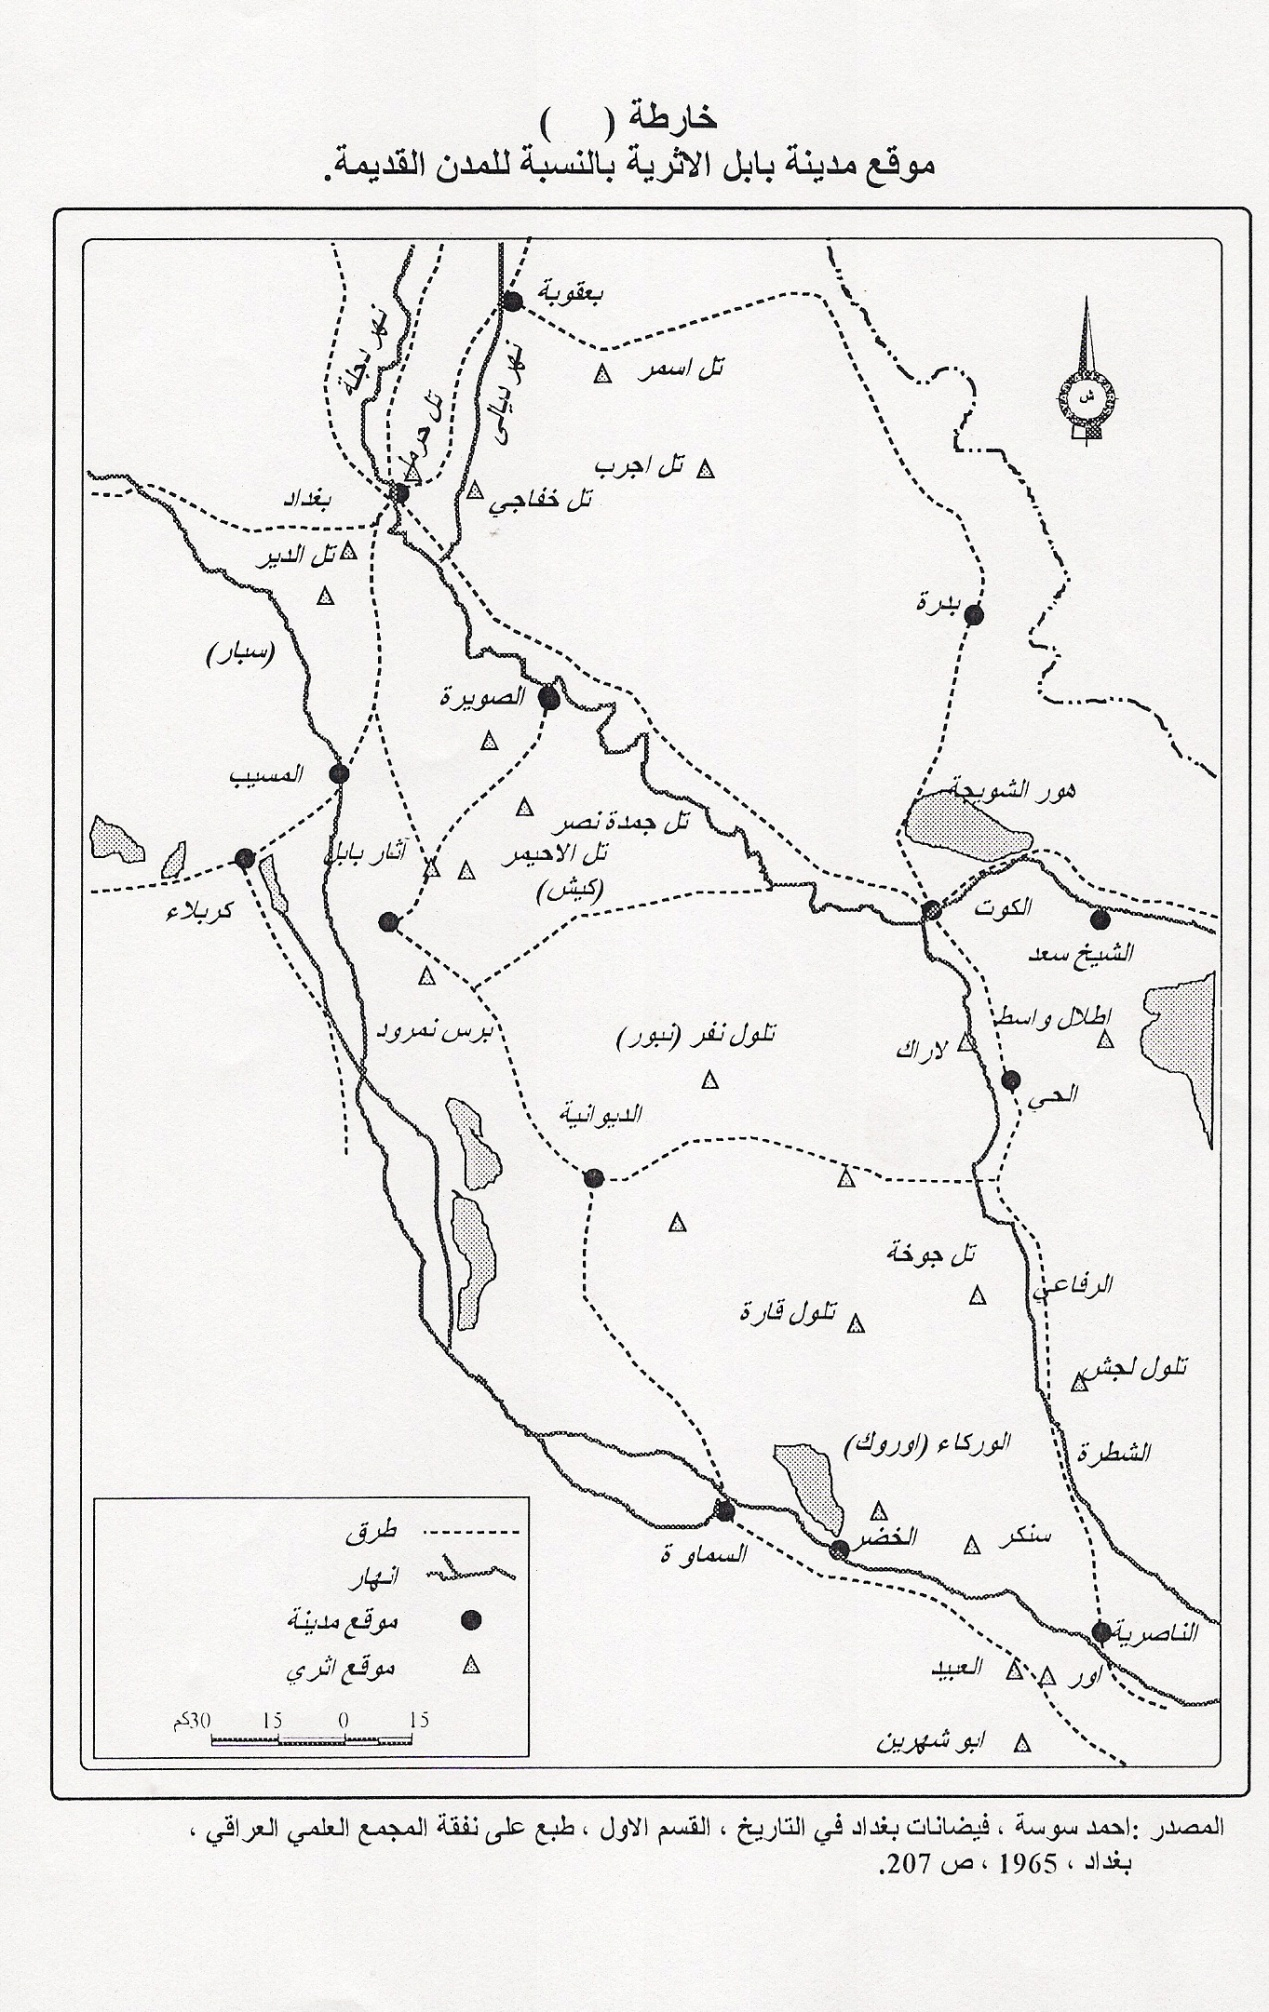 خارطة (      )
موقع مدينة بابل الاثرية بالنسبة للمدن القديمة.
بعقوبة
نهر دجلة
نهر ديالى
تل اسمر
تل حرمل
ش
تل اجرب
بغداد
تل خفاجي
تل الدير
بدرة
(سبار)
الصويرة
المسيب
هور الشويجة
تل جمدة نصر
آثار بابل
تل الاحيمر
(كيش)
كربلاء
الكوت
الشيخ سعد
برس نمرود
تلول نفر (نبور)
اطلال واسط
لاراك
الحي
الديوانية
تل جوخة
الرفاعي
تلول قارة
تلول لجش
الوركاء (اوروك)
الشطرة
الخضر
سنكر
السماوة
الناصرية
العبيد
اور
ابو شهرين
طرق
انهار
موقع مدينة
موقع اثري
كم30 15 0 15
المصدر :احمد سوسة ، فيضانات بغداد في التاريخ ، القسم الاول ، طبع على نفقة المجمع العلمي العراقي ،
بغداد ، 1965 ، ص 207.